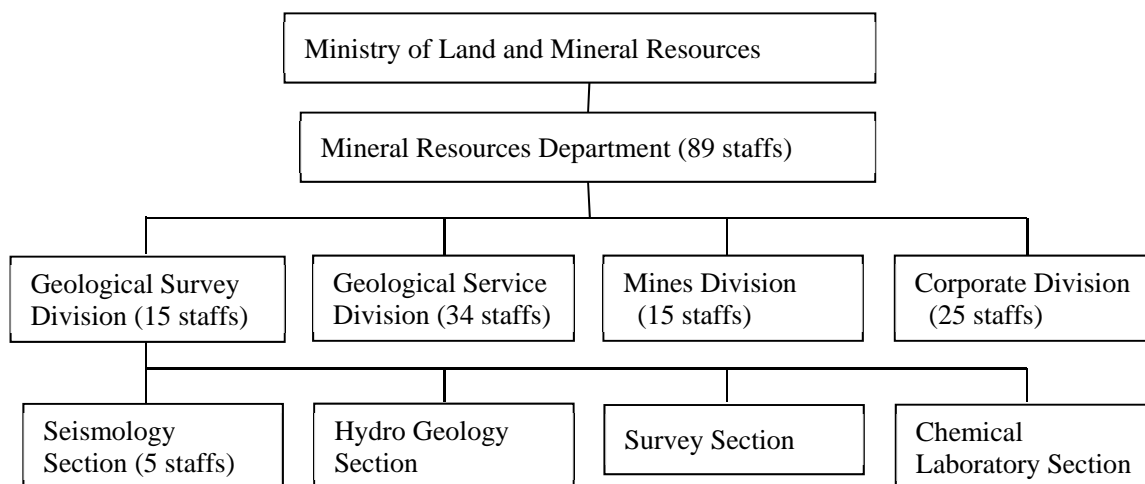 Ministry of Land and Mineral Resources
Mineral Resources Department (89 staffs)
Geological Survey
Division (15 staffs)
Geological Service
Division (34 staffs)
Mines Division
(15 staffs)
Corporate Division
(25 staffs)
Seismology
Section (5 staffs)
Hydro Geology
Section
Survey Section
Chemical
Laboratory Section